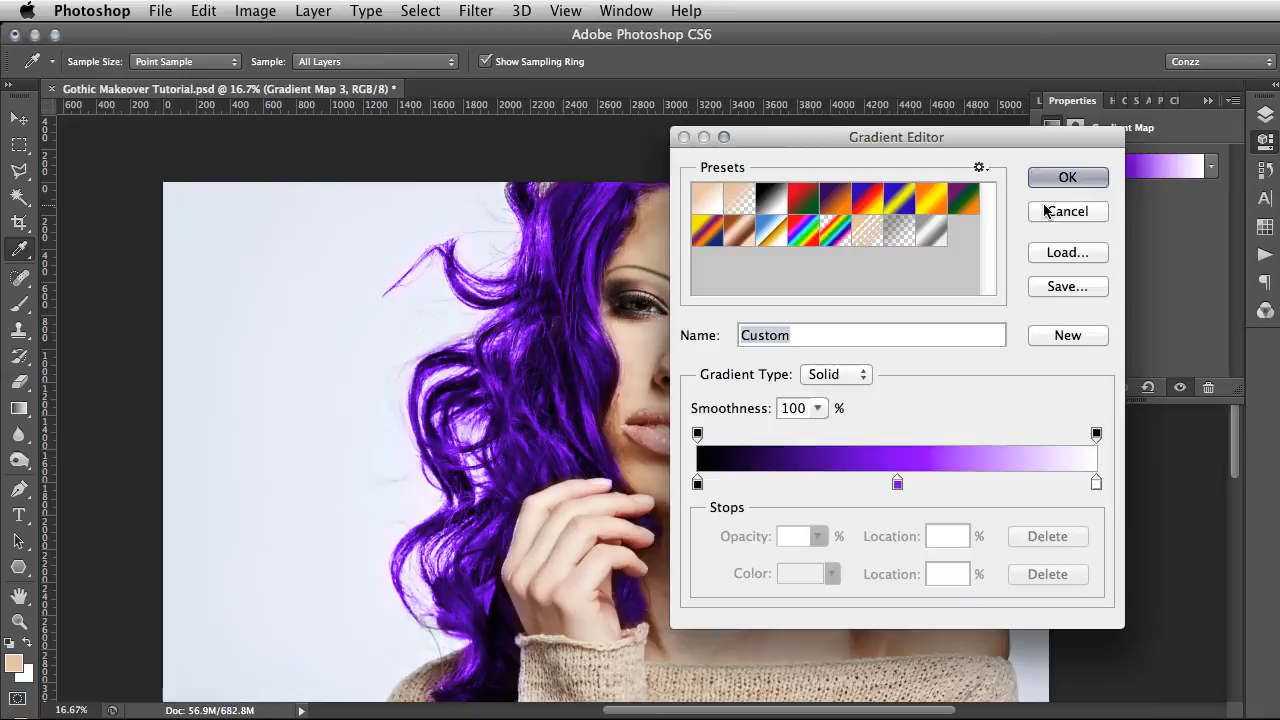 Photoshop File Edit Image Layer Type Select Filter 3D View Window Help
Adobe Photoshop CS6
Sample Size: Point Sample Sample: All Layers Show Sampling Ring Conzz
Gothic Makeover Tutorial.psd @ 16.7% (Gradient Map 3, RGB/8) *
Properties
600 400 200 0 200 400 600 800 1000 1200 1400 1600 1800 2000 2200 2400 2600 2800 3000 3200 3400 3600 3800 4000 4200 4400 4600 4800 5000
Gradient Map
Gradient Editor
Presets
OK
Cancel
Load...
Save...
Name: Custom
New
Gradient Type: Solid
Smoothness: 100 %
Stops
Opacity: % Location: % Delete
Color: Location: % Delete
16.67% Doc: 56.9M/682.8M